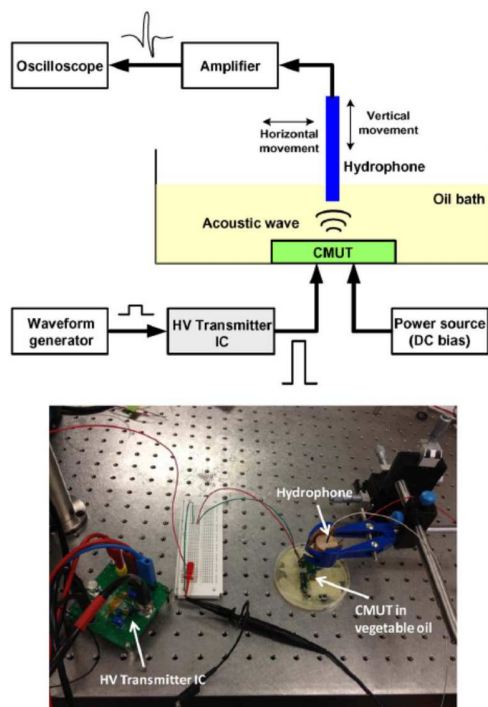 Oscilloscope
Amplifier
Horizontal
movement
Vertical
movement
Hydrophone
Oil bath
Acoustic wave
CMUT
Waveform
generator
HV Transmitter
IC
Power source
(DC bias)
Hydrophone
CMUT in
vegetable oil
HV Transmitter IC